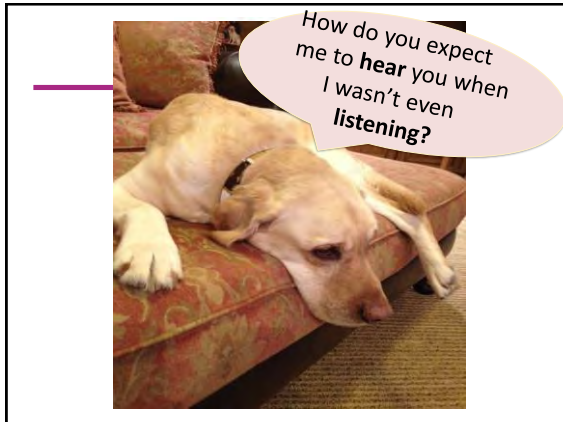 How do you expect
me to hear you when
I wasn't even
listening?